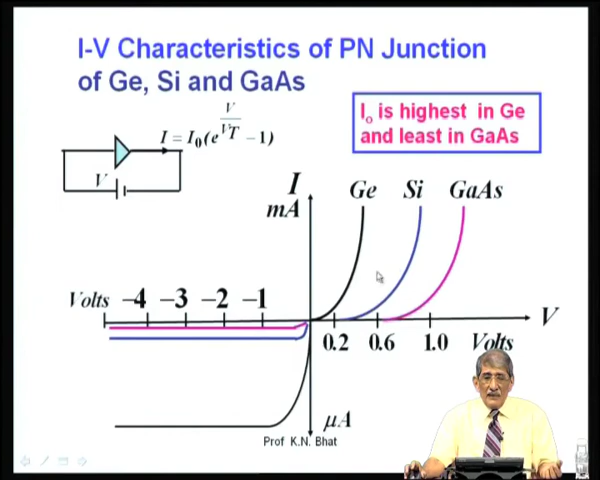 I-V Characteristics of PN Junction
of Ge, Si and GaAs
I = I0(e^(V/VT) − 1)
V
Io is highest in Ge
and least in GaAs
I
mA
Ge Si GaAs
Volts −4 −3 −2 −1
V
0.2 0.6 1.0 Volts
μA
Prof K.N. Bhat